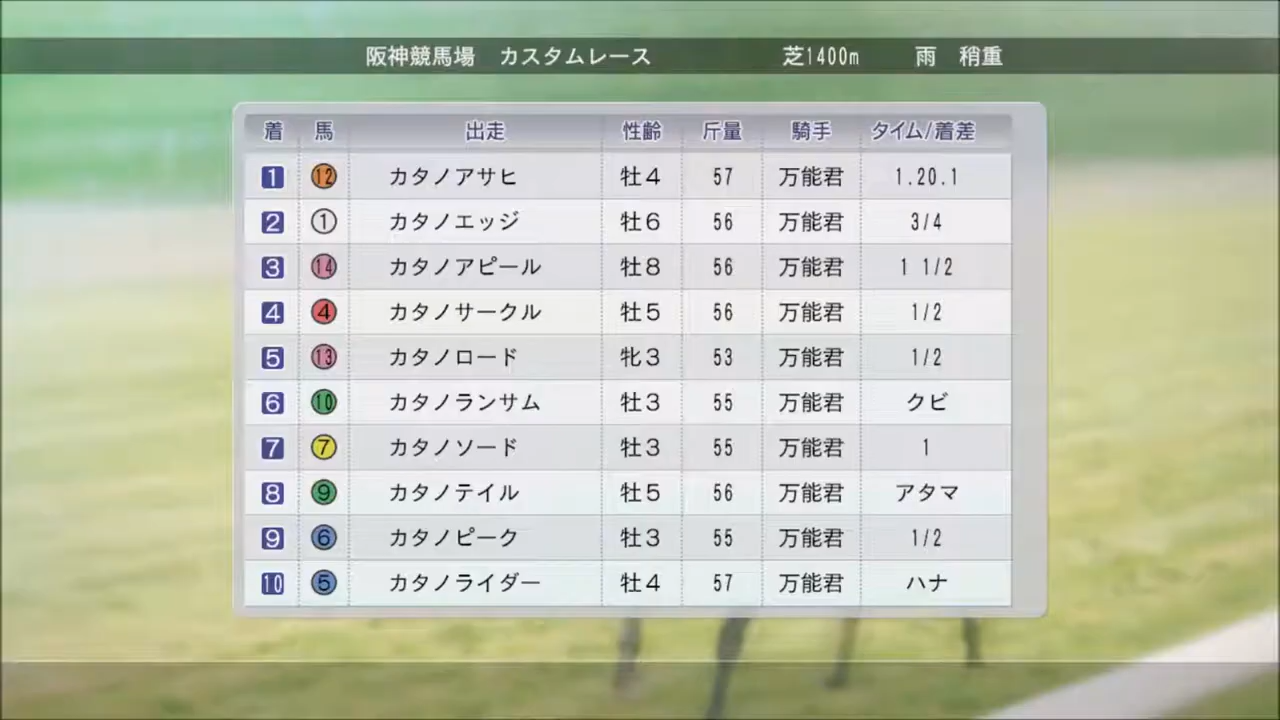 阪神競馬場 カスタムレース 芝1400m 雨 稍重
着 馬 出走 性齢 斤量 騎手 タイム/着差
1 12 カタノアサヒ 牡4 57 万能君 1.20.1
2 1 カタノエッジ 牡6 56 万能君 3/4
3 14 カタノアピール 牡8 56 万能君 1 1/2
4 4 カタノサークル 牡5 56 万能君 1/2
5 13 カタノロード 牝3 53 万能君 1/2
6 10 カタノランサム 牡3 55 万能君 クビ
7 7 カタノソード 牡3 55 万能君 1
8 9 カタノテイル 牡5 56 万能君 アタマ
9 6 カタノピーク 牡3 55 万能君 1/2
10 5 カタノライダー 牡4 57 万能君 ハナ